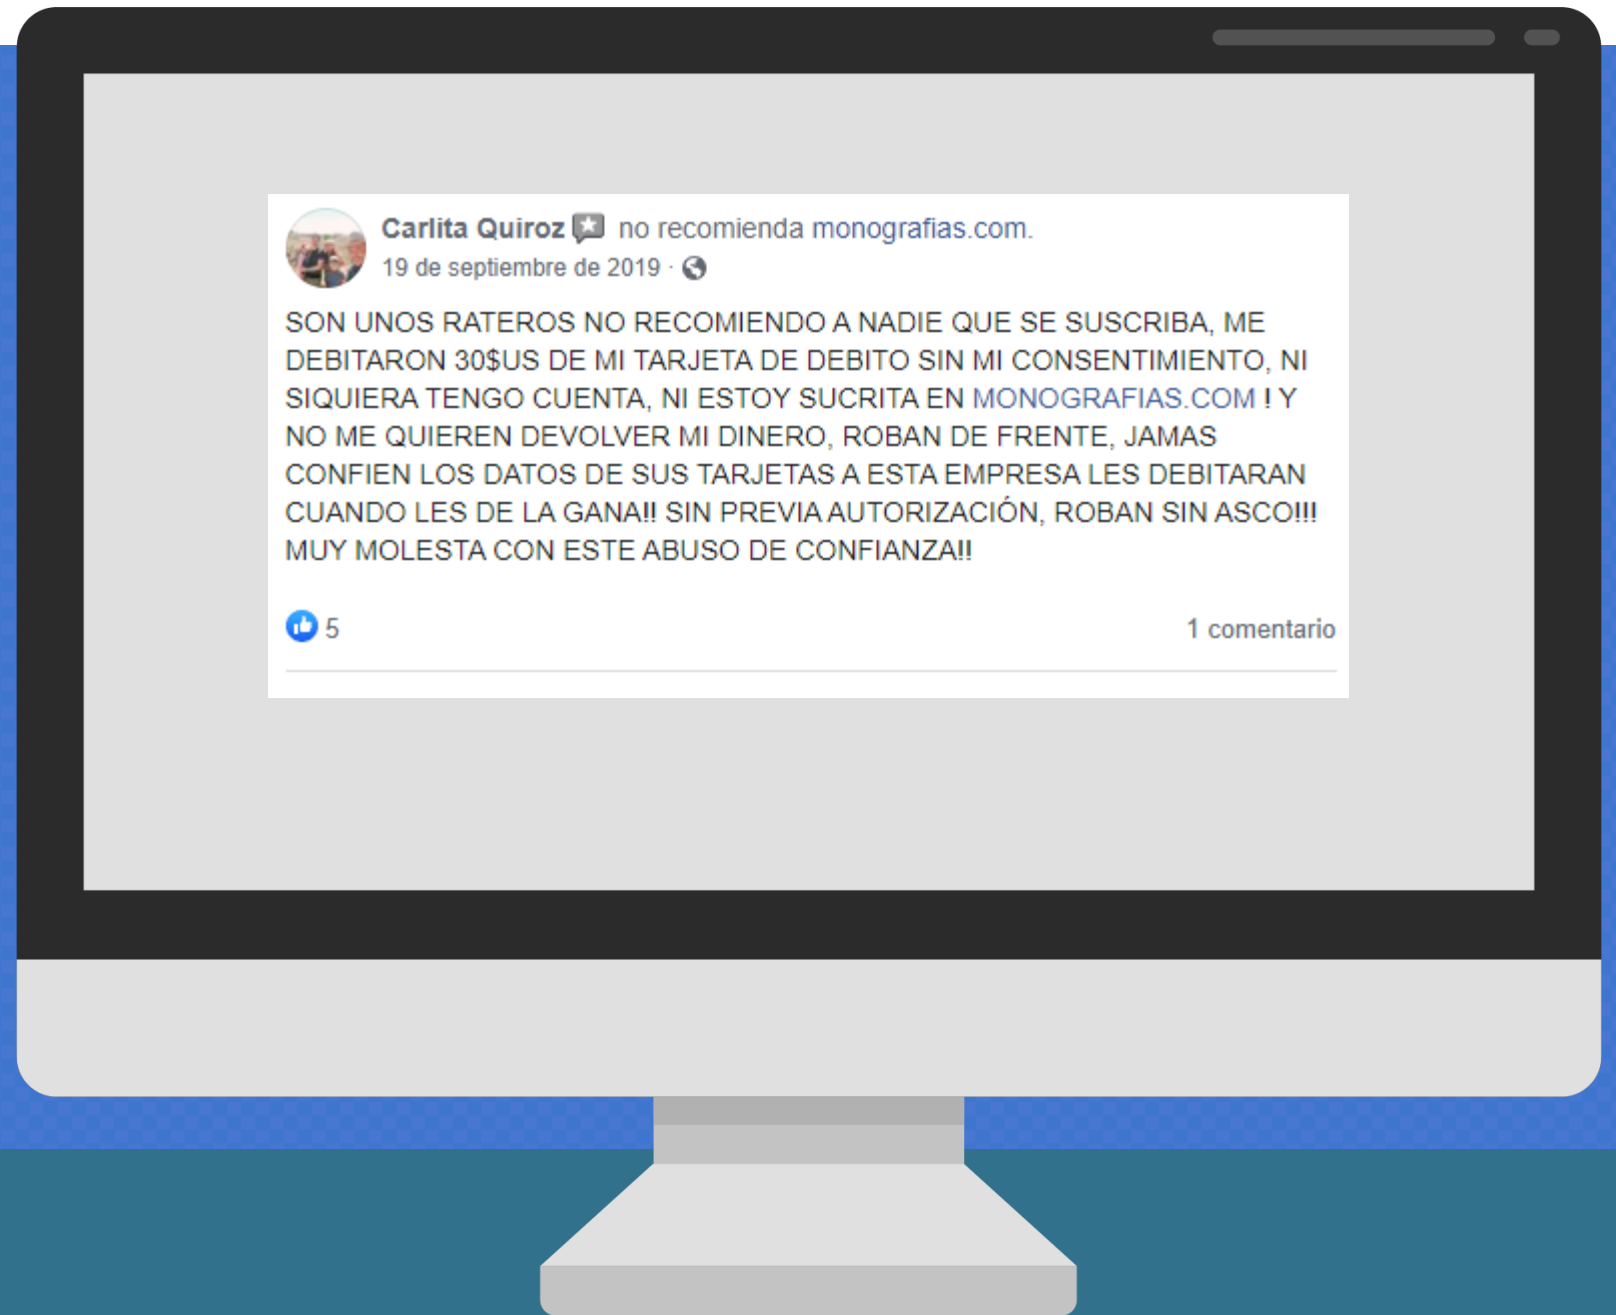 Carlita Quiroz no recomienda monografias.com.
19 de septiembre de 2019 ·
SON UNOS RATEROS NO RECOMIENDO A NADIE QUE SE SUSCRIBA, ME
DEBITARON 30$US DE MI TARJETA DE DEBITO SIN MI CONSENTIMIENTO, NI
SIQUIERA TENGO CUENTA, NI ESTOY SUCRITA EN MONOGRAFIAS.COM ! Y
NO ME QUIEREN DEVOLVER MI DINERO, ROBAN DE FRENTE, JAMAS
CONFIEN LOS DATOS DE SUS TARJETAS A ESTA EMPRESA LES DEBITARAN
CUANDO LES DE LA GANA!! SIN PREVIA AUTORIZACIÓN, ROBAN SIN ASCO!!!
MUY MOLESTA CON ESTE ABUSO DE CONFIANZA!!
5 1 comentario